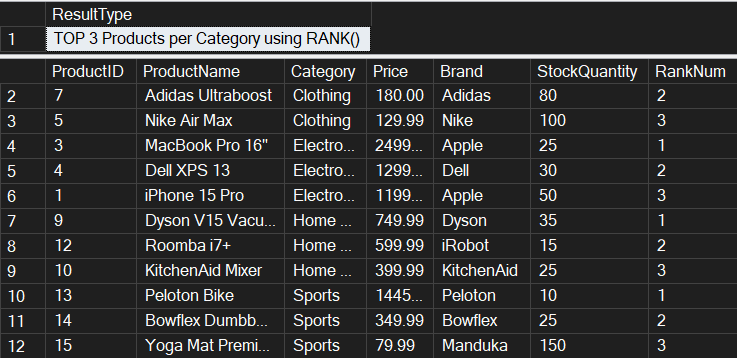 ResultType
1 TOP 3 Products per Category using RANK()
ProductID ProductName Category Price Brand StockQuantity RankNum
2 7 Adidas Ultraboost Clothing 180.00 Adidas 80 2
3 5 Nike Air Max Clothing 129.99 Nike 100 3
4 3 MacBook Pro 16" Electro... 2499... Apple 25 1
5 4 Dell XPS 13 Electro... 1299... Dell 30 2
6 1 iPhone 15 Pro Electro... 1199... Apple 50 3
7 9 Dyson V15 Vacu... Home ... 749.99 Dyson 35 1
8 12 Roomba i7+ Home ... 599.99 iRobot 15 2
9 10 KitchenAid Mixer Home ... 399.99 KitchenAid 25 3
10 13 Peloton Bike Sports 1445... Peloton 10 1
11 14 Bowflex Dumbb... Sports 349.99 Bowflex 25 2
12 15 Yoga Mat Premi... Sports 79.99 Manduka 150 3